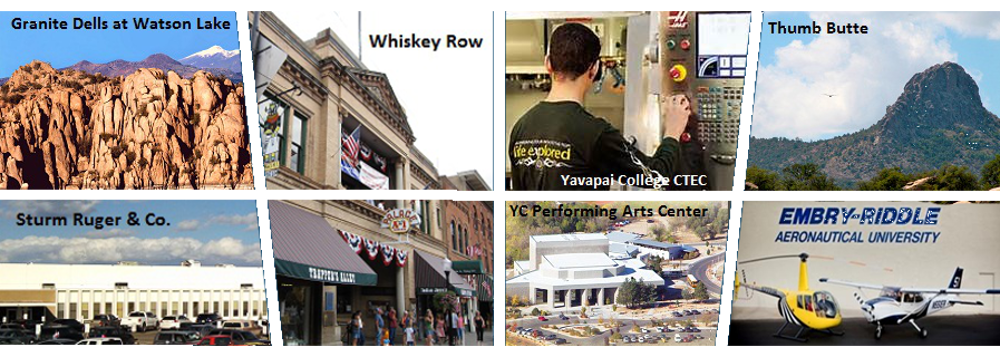 Granite Dells at Watson Lake
Whiskey Row
life explored
Yavapai College CTEC
Thumb Butte
Sturm Ruger & Co.
PALACE
TRAPPER'S ALLEY
YC Performing Arts Center
EMBRY-RIDDLE
AERONAUTICAL UNIVERSITY